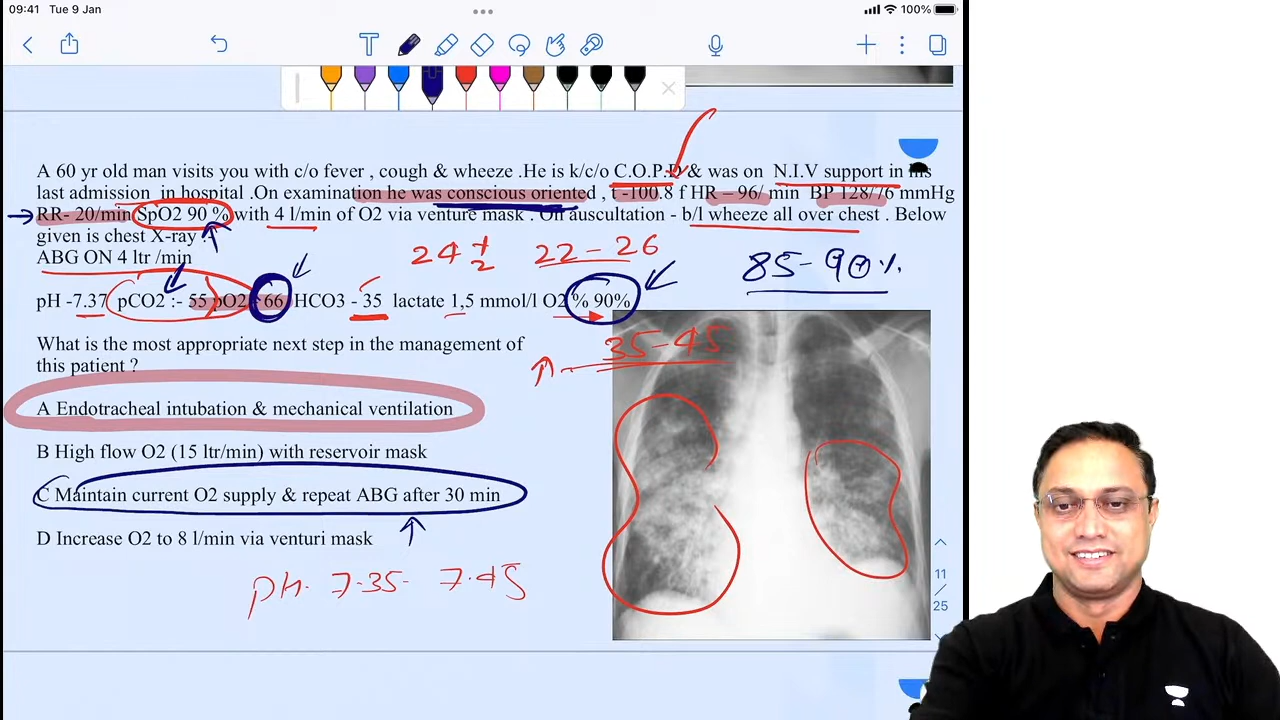 09:41 Tue 9 Jan
100%
A 60 yr old man visits you with c/o fever , cough & wheeze .He is k/c/o C.O.P.D & was on N.I.V support in his
last admission in hospital .On examination he was conscious oriented , t -100.8 f HR – 96/ min BP 128/76 mmHg
RR- 20/min SpO2 90 % with 4 l/min of O2 via venture mask . On auscultation - b/l wheeze all over chest . Below
given is chest X-ray .
ABG ON 4 ltr /min
24 ± 2 22 – 26
85-90%
pH -7.37 pCO2 :- 55 pO2 66 HCO3 - 35 lactate 1,5 mmol/l O2 % 90%
35-45
What is the most appropriate next step in the management of
this patient ?
A Endotracheal intubation & mechanical ventilation
B High flow O2 (15 ltr/min) with reservoir mask
C Maintain current O2 supply & repeat ABG after 30 min
D Increase O2 to 8 l/min via venturi mask
pH- 7.35- 7.45
11
/
25